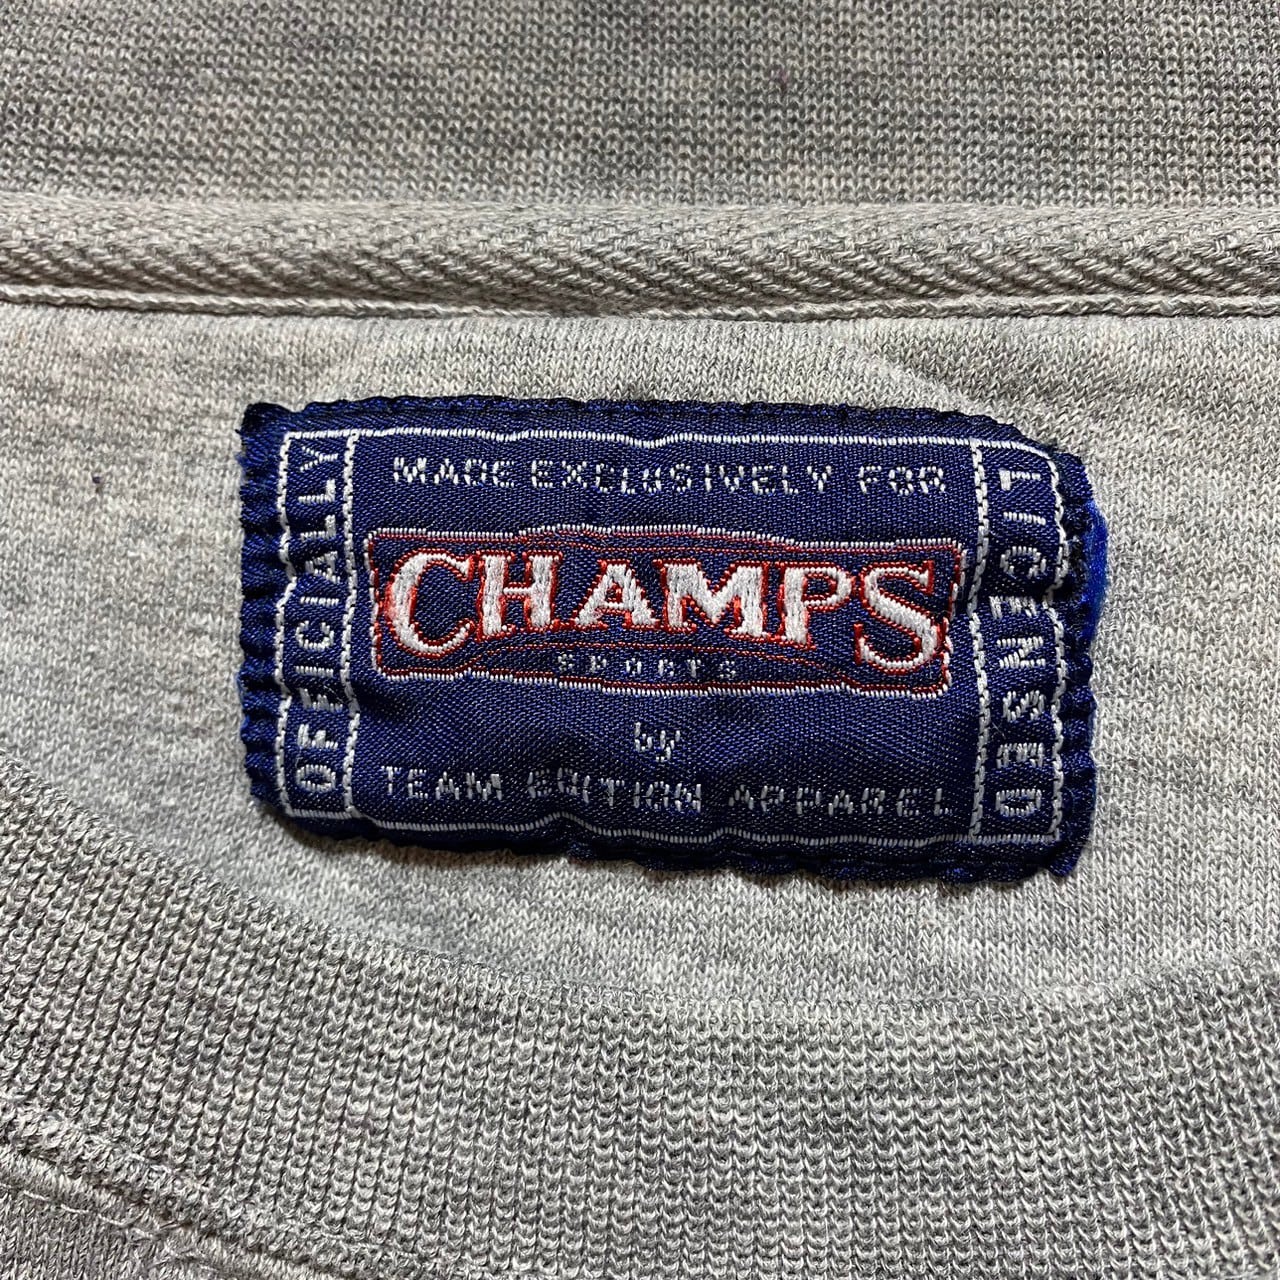 MADE EXCLUSIVELY FOR
OFFICIALLY
CHAMPS
SPORTS
LICENSED
by
TEAM EDITION APPAREL